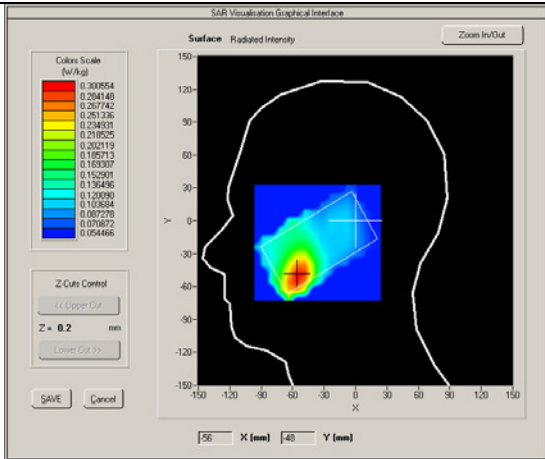 SAR Visualisation Graphical Interface
Surface Radiated Intensity
Zoom In/Out
Colors Scale
(W/kg)
0.300554
0.284148
0.267742
0.251336
0.234931
0.218525
0.202119
0.185713
0.169307
0.152901
0.136496
0.120090
0.103684
0.087278
0.070872
0.054466
Z-Cuts Control
<< Upper Cut
Z = 0.2 mm
Lower Cut >>
SAVE Cancel
150
120
90
60
30
0
-30
-60
-90
-120
-150
Y
-150 -120 -90 -60 -30 0 30 60 90 120 150
X
-56 X (mm) -48 Y (mm)